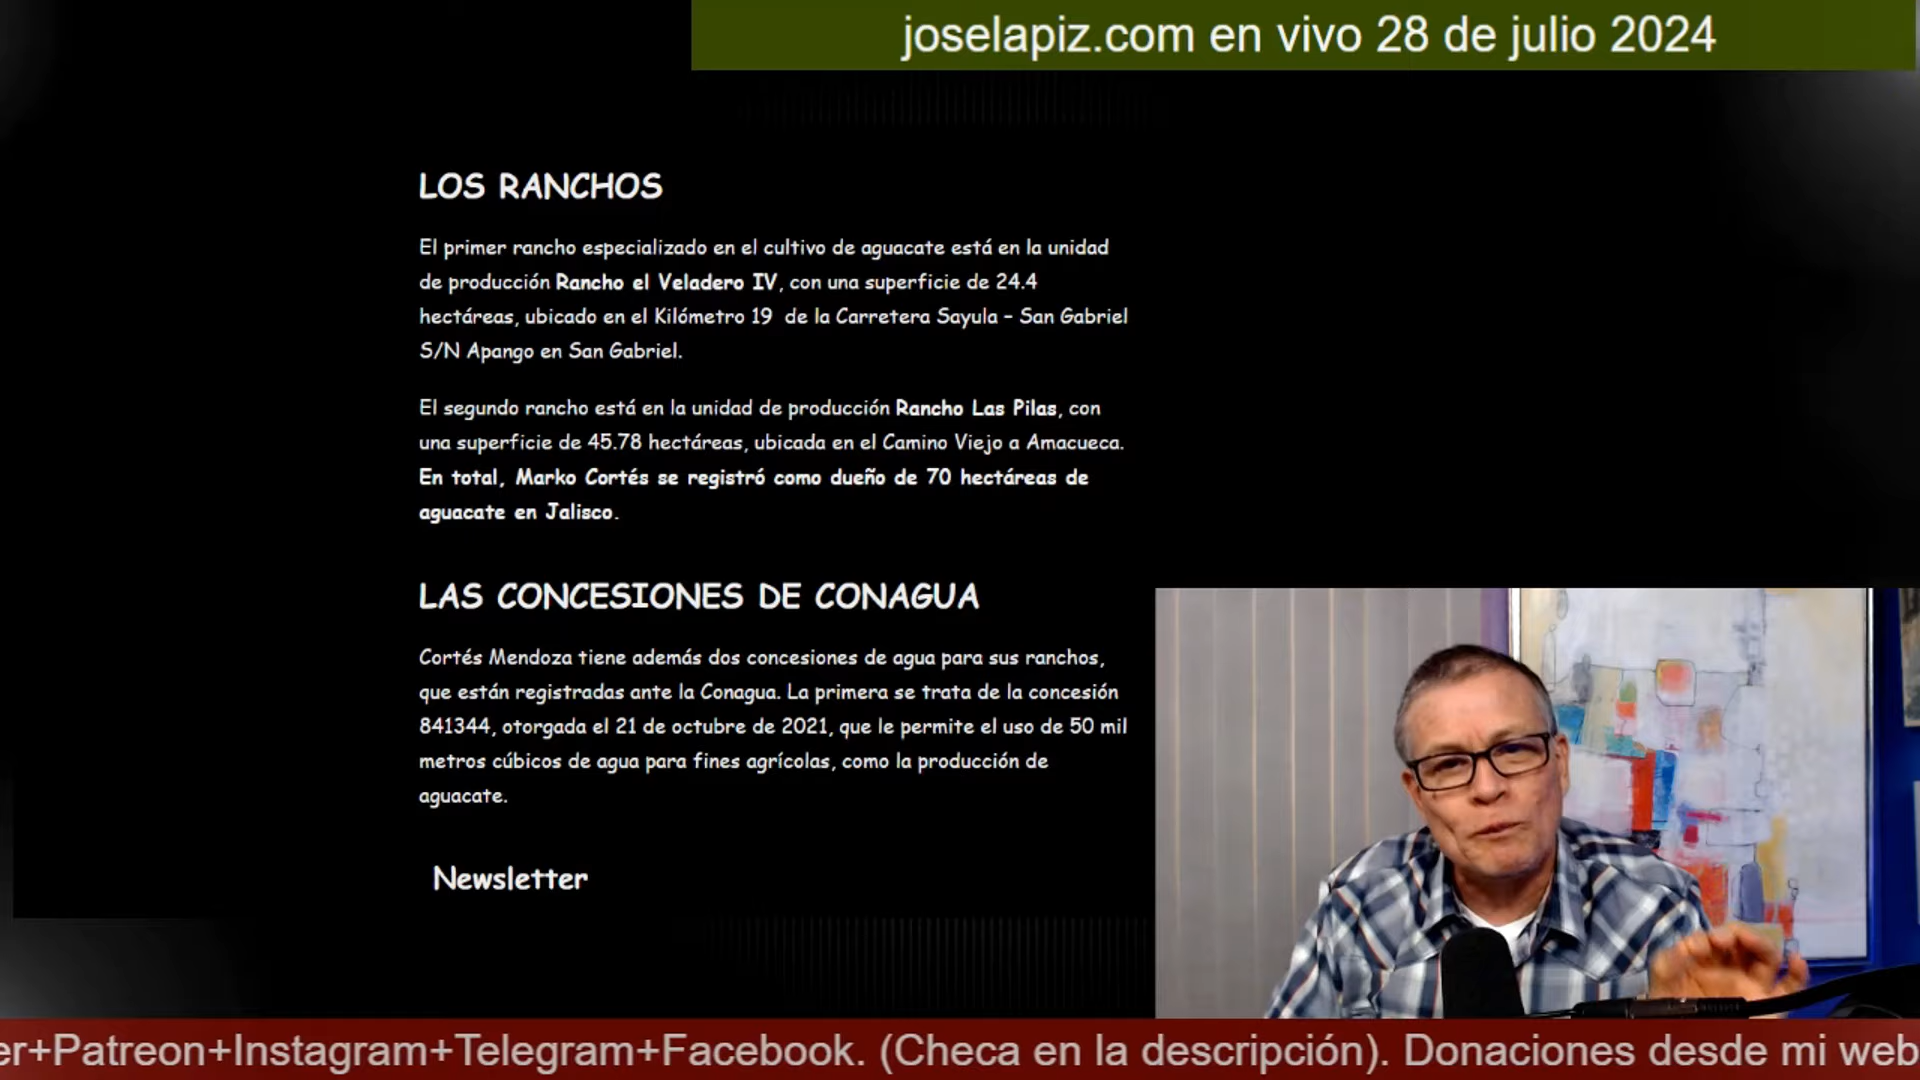 joselapiz.com en vivo 28 de julio 2024
LOS RANCHOS
El primer rancho especializado en el cultivo de aguacate está en la unidad
de producción Rancho el Veladero IV, con una superficie de 24.4
hectáreas, ubicado en el Kilómetro 19 de la Carretera Sayula – San Gabriel
S/N Apango en San Gabriel.
El segundo rancho está en la unidad de producción Rancho Las Pilas, con
una superficie de 45.78 hectáreas, ubicada en el Camino Viejo a Amacueca.
En total, Marko Cortés se registró como dueño de 70 hectáreas de
aguacate en Jalisco.
LAS CONCESIONES DE CONAGUA
Cortés Mendoza tiene además dos concesiones de agua para sus ranchos,
que están registradas ante la Conagua. La primera se trata de la concesión
841344, otorgada el 21 de octubre de 2021, que le permite el uso de 50 mil
metros cúbicos de agua para fines agrícolas, como la producción de
aguacate.
Newsletter
er+Patreon+Instagram+Telegram+Facebook. (Checa en la descripción). Donaciones desde mi web